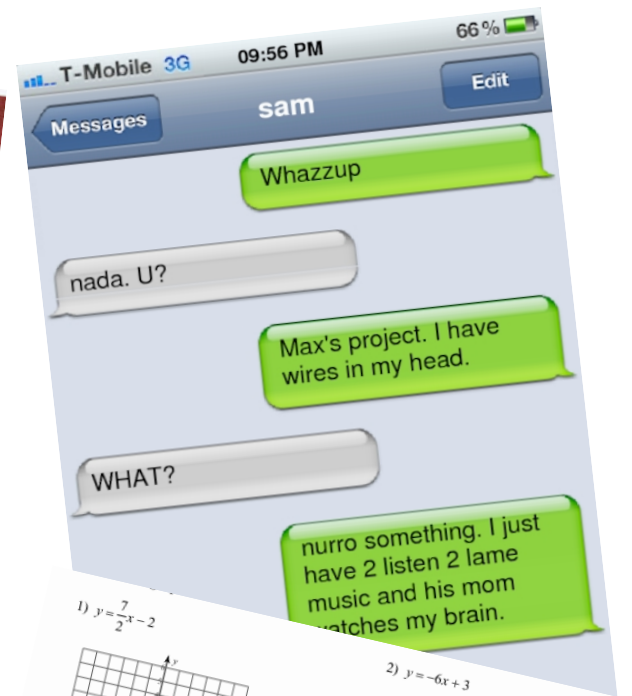 T-Mobile 3G 09:56 PM 66%
Messages sam Edit
Whazzup
nada. U?
Max's project. I have
wires in my head.
WHAT?
nurro something. I just
have 2 listen 2 lame
music and his mom
watches my brain.
1) y = 7/2 x − 2
y
2) y = −6x + 3